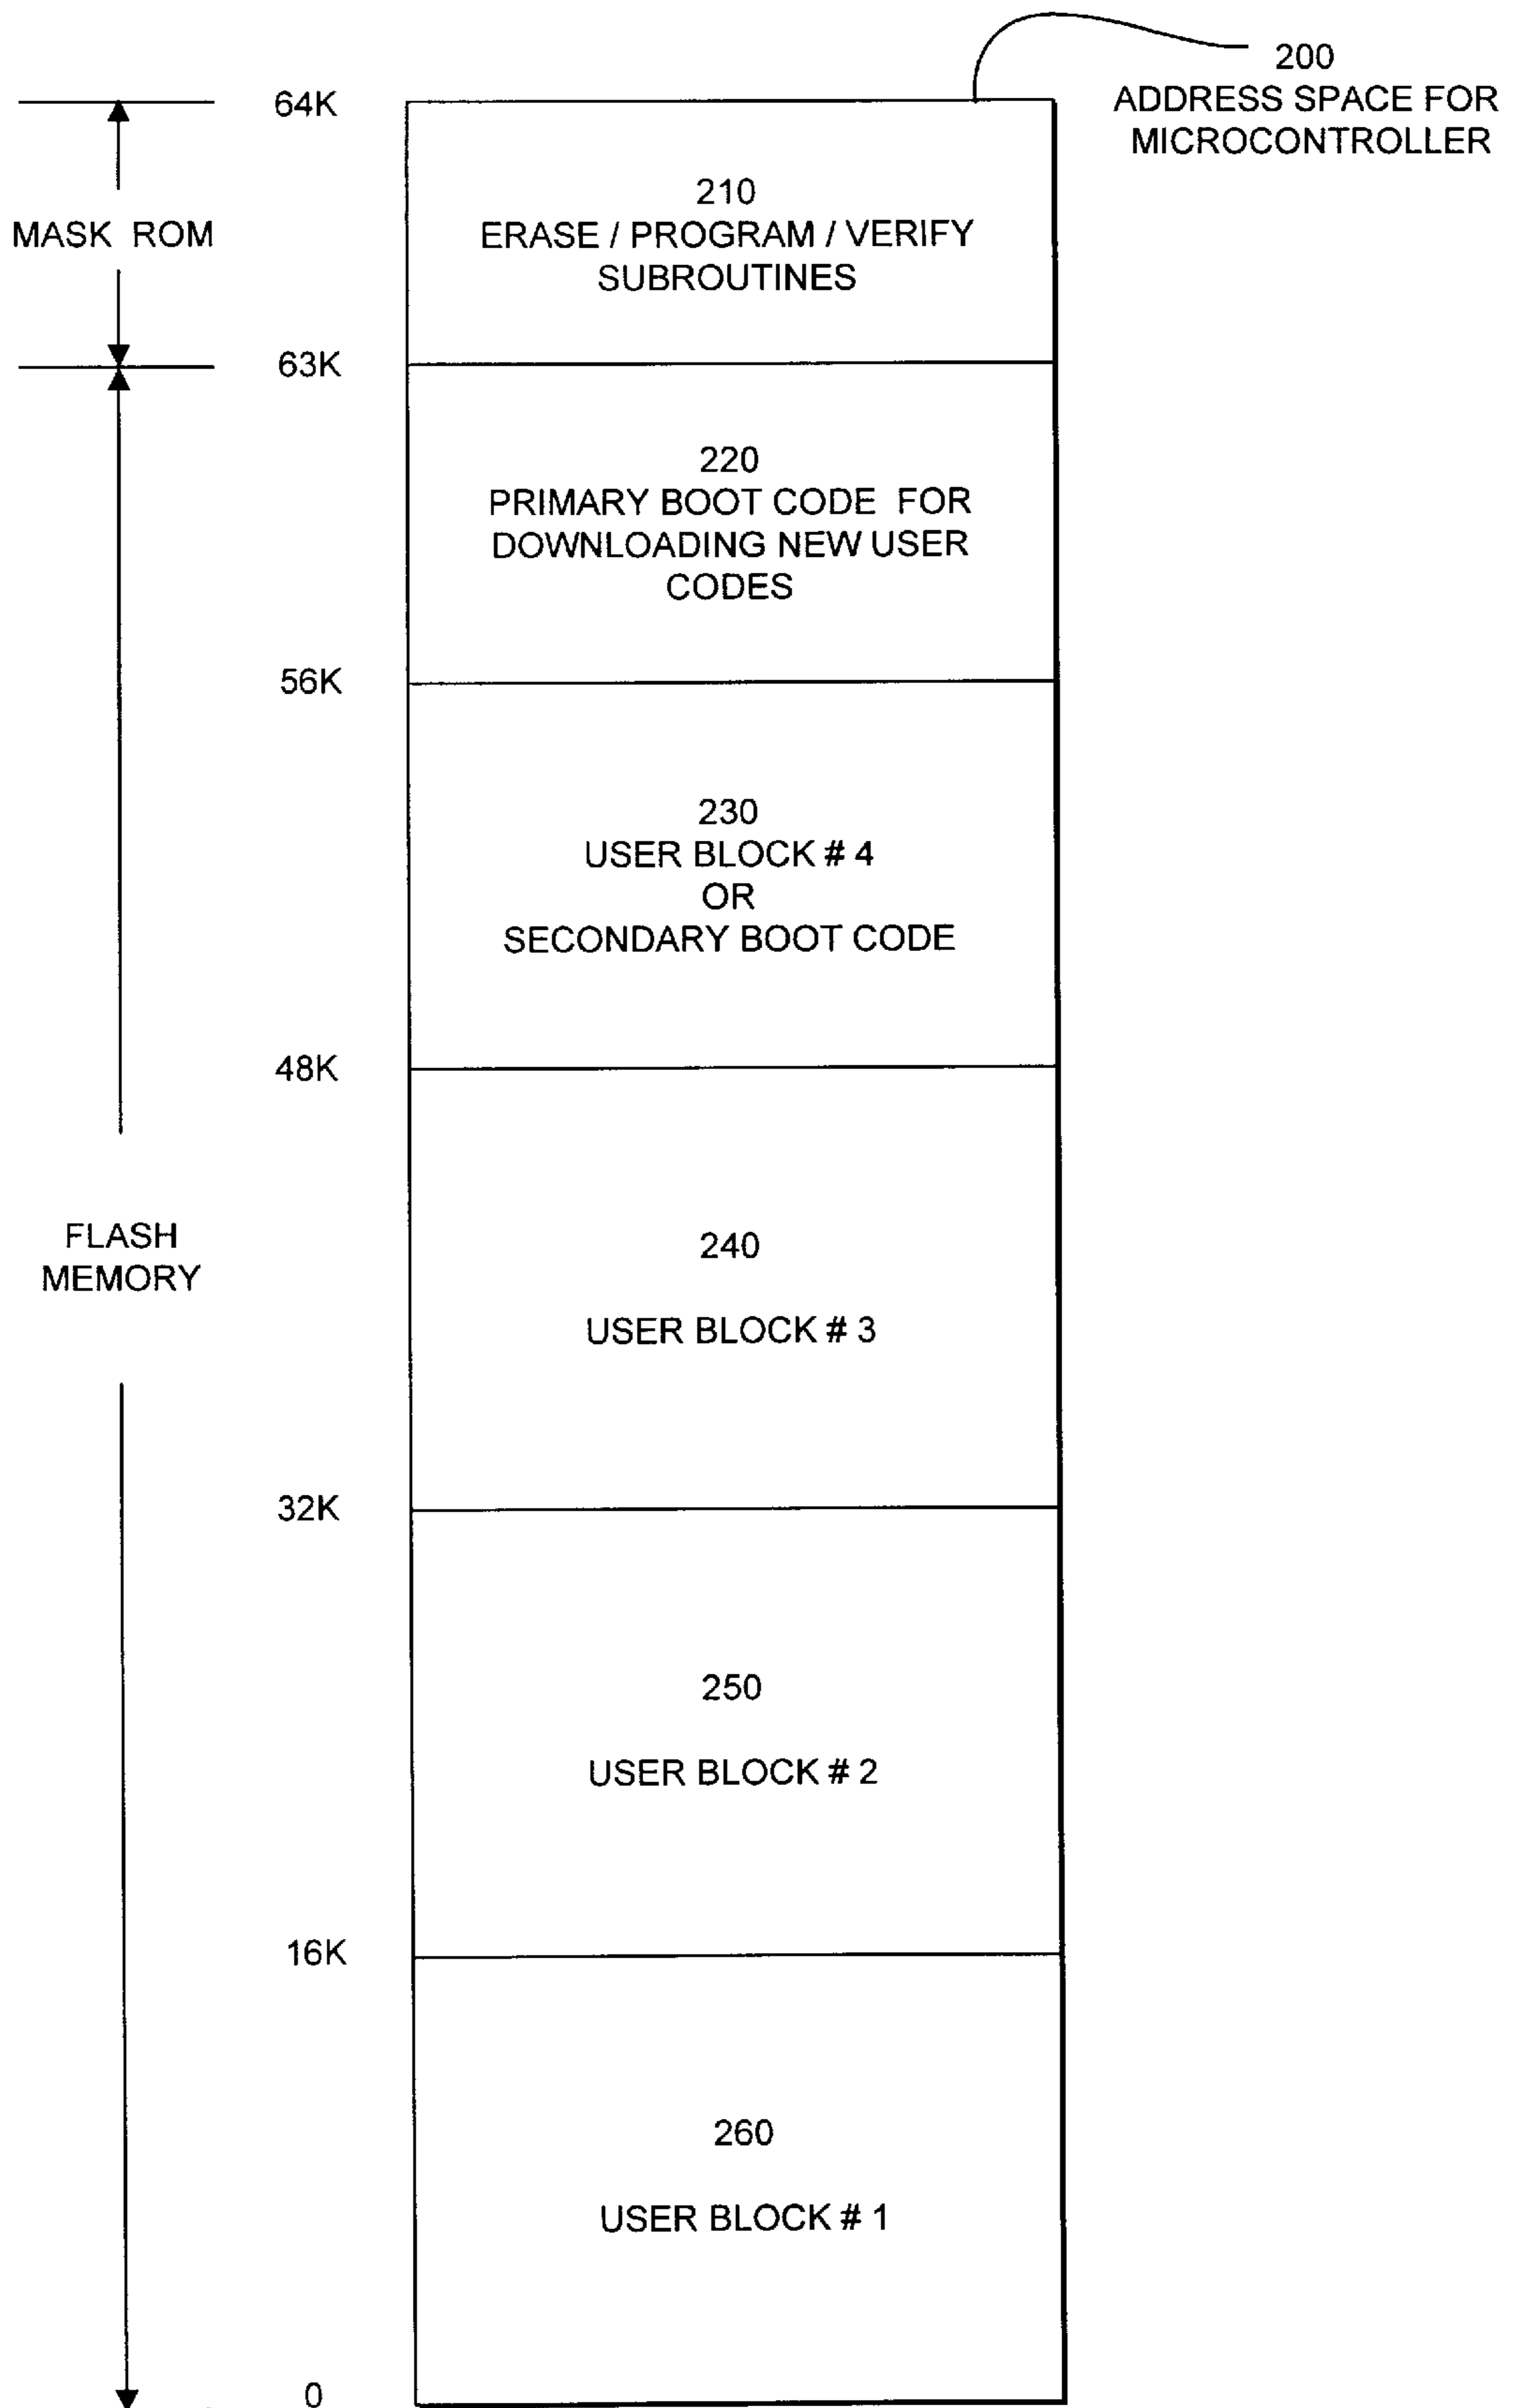 200
ADDRESS SPACE FOR
MICROCONTROLLER
64K
210
ERASE / PROGRAM / VERIFY
SUBROUTINES
MASK ROM
63K
220
PRIMARY BOOT CODE FOR
DOWNLOADING NEW USER
CODES
56K
230
USER BLOCK # 4
OR
SECONDARY BOOT CODE
48K
FLASH
MEMORY
240
USER BLOCK # 3
32K
250
USER BLOCK # 2
16K
260
USER BLOCK # 1
0